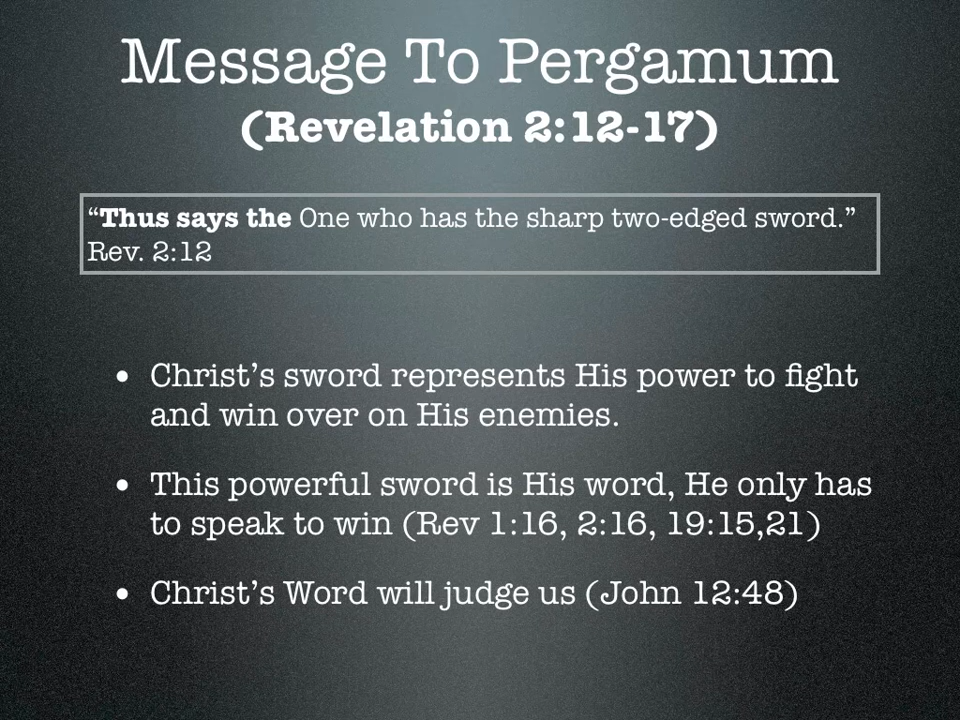 Message To Pergamum
(Revelation 2:12-17)
“Thus says the One who has the sharp two-edged sword.”
Rev. 2:12
• Christ’s sword represents His power to fight
and win over on His enemies.
• This powerful sword is His word, He only has
to speak to win (Rev 1:16, 2:16, 19:15,21)
• Christ’s Word will judge us (John 12:48)